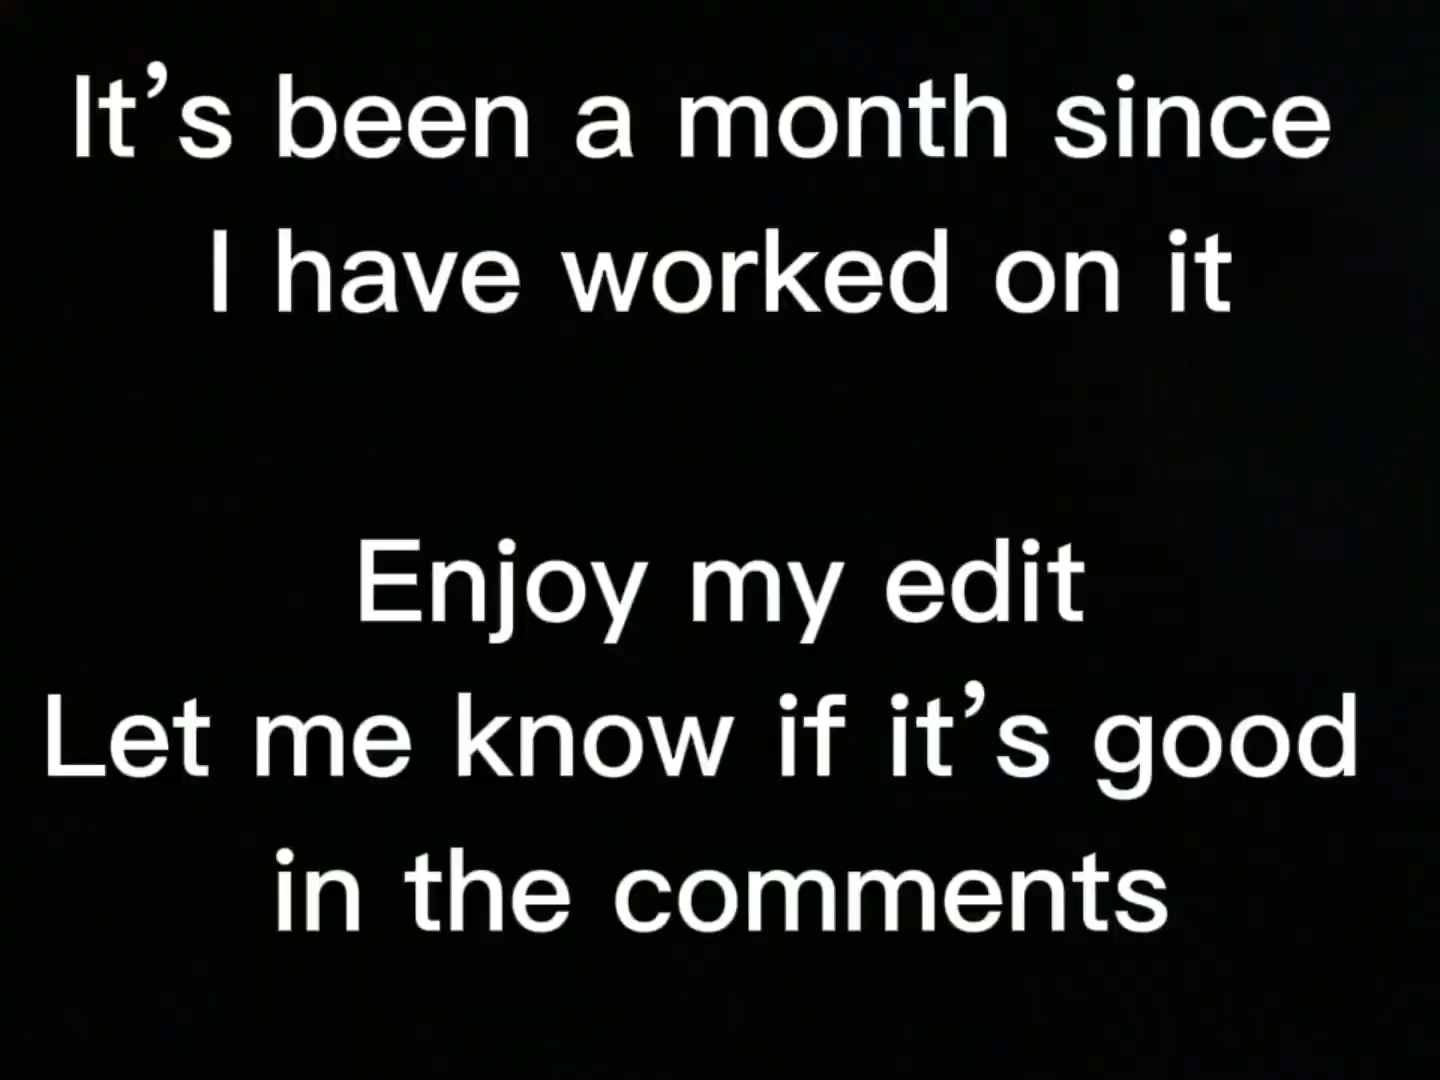 It’s been a month since
I have worked on it
Enjoy my edit
Let me know if it’s good
in the comments